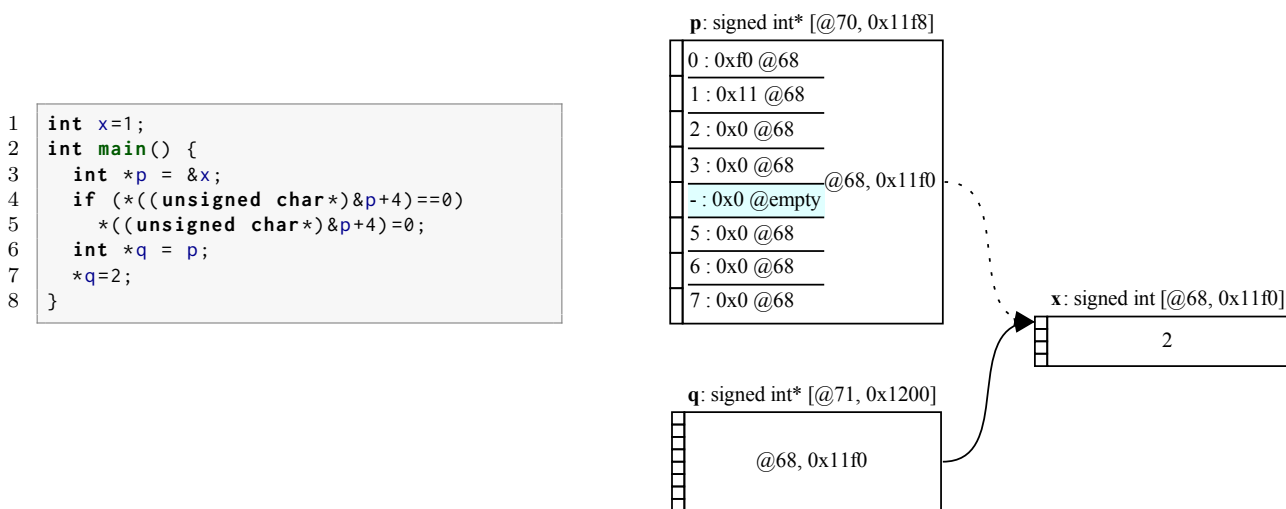 1 int x=1;
2 int main() {
3 int *p = &x;
4 if (*((unsigned char*)&p+4)==0)
5 *((unsigned char*)&p+4)=0;
6 int *q = p;
7 *q=2;
8 }
p: signed int* [@70, 0x11f8]
0 : 0xf0 @68
1 : 0x11 @68
2 : 0x0 @68
3 : 0x0 @68
- : 0x0 @empty
5 : 0x0 @68
6 : 0x0 @68
7 : 0x0 @68
@68, 0x11f0
x: signed int [@68, 0x11f0]
2
q: signed int* [@71, 0x1200]
@68, 0x11f0